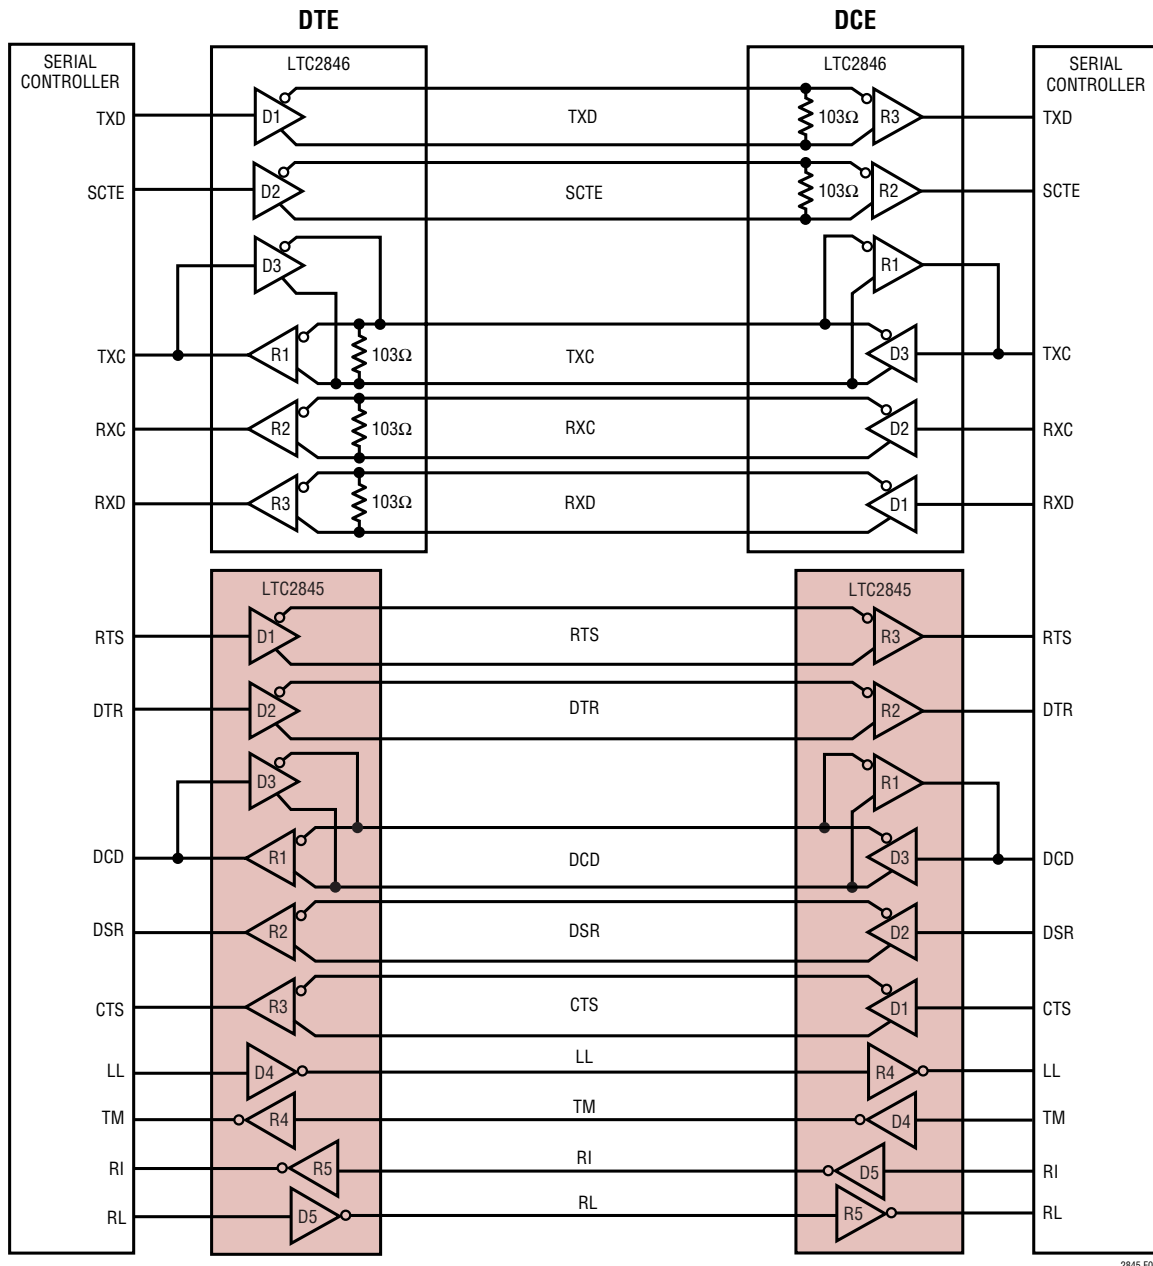 DTE
DCE
SERIAL CONTROLLER
LTC2846
LTC2846
SERIAL CONTROLLER
TXD
D1
TXD
103Ω
R3
TXD
SCTE
D2
SCTE
103Ω
R2
SCTE
D3
R1
TXC
R1
103Ω
TXC
D3
TXC
RXC
R2
103Ω
RXC
D2
RXC
RXD
R3
103Ω
RXD
D1
RXD
LTC2845
LTC2845
RTS
D1
RTS
R3
RTS
DTR
D2
DTR
R2
DTR
D3
R1
DCD
R1
DCD
D3
DCD
DSR
R2
DSR
D2
DSR
CTS
R3
CTS
D1
CTS
LL
D4
LL
R4
LL
TM
R4
TM
D4
TM
RI
R5
RI
D5
RI
RL
D5
RL
R5
RL